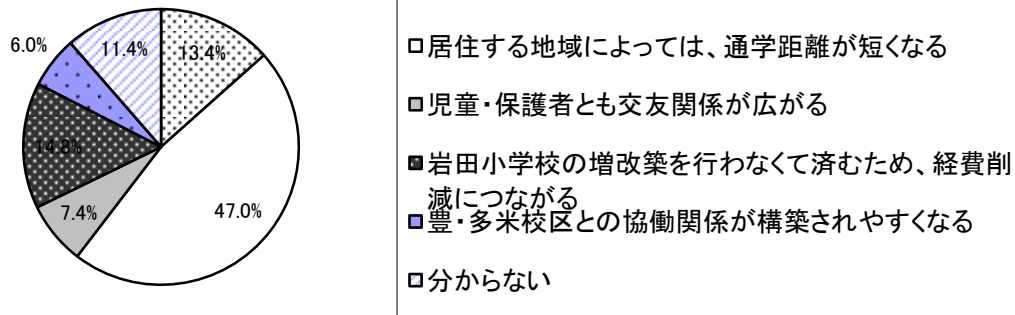 6.0%
11.4%
13.4%
14.8%
7.4%
47.0%
居住する地域によっては、通学距離が短くなる
児童・保護者とも交友関係が広がる
岩田小学校の増改築を行わなくて済むため、経費削
減につながる
豊・多米校区との協働関係が構築されやすくなる
分からない